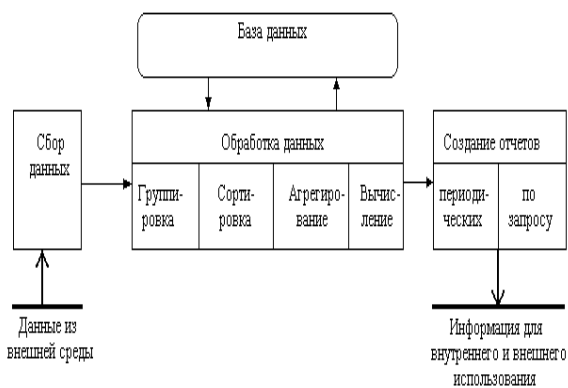 База данных
Сбор
данных
Обработка данных
Группи-
ровка
Сорти-
ровка
Агрегиро-
вание
Вычис-
ление
Создание отчетов
периоди-
ческих
по
запросу
Данные из
внешней среды
Информация для
внутреннего и внешнего
использования